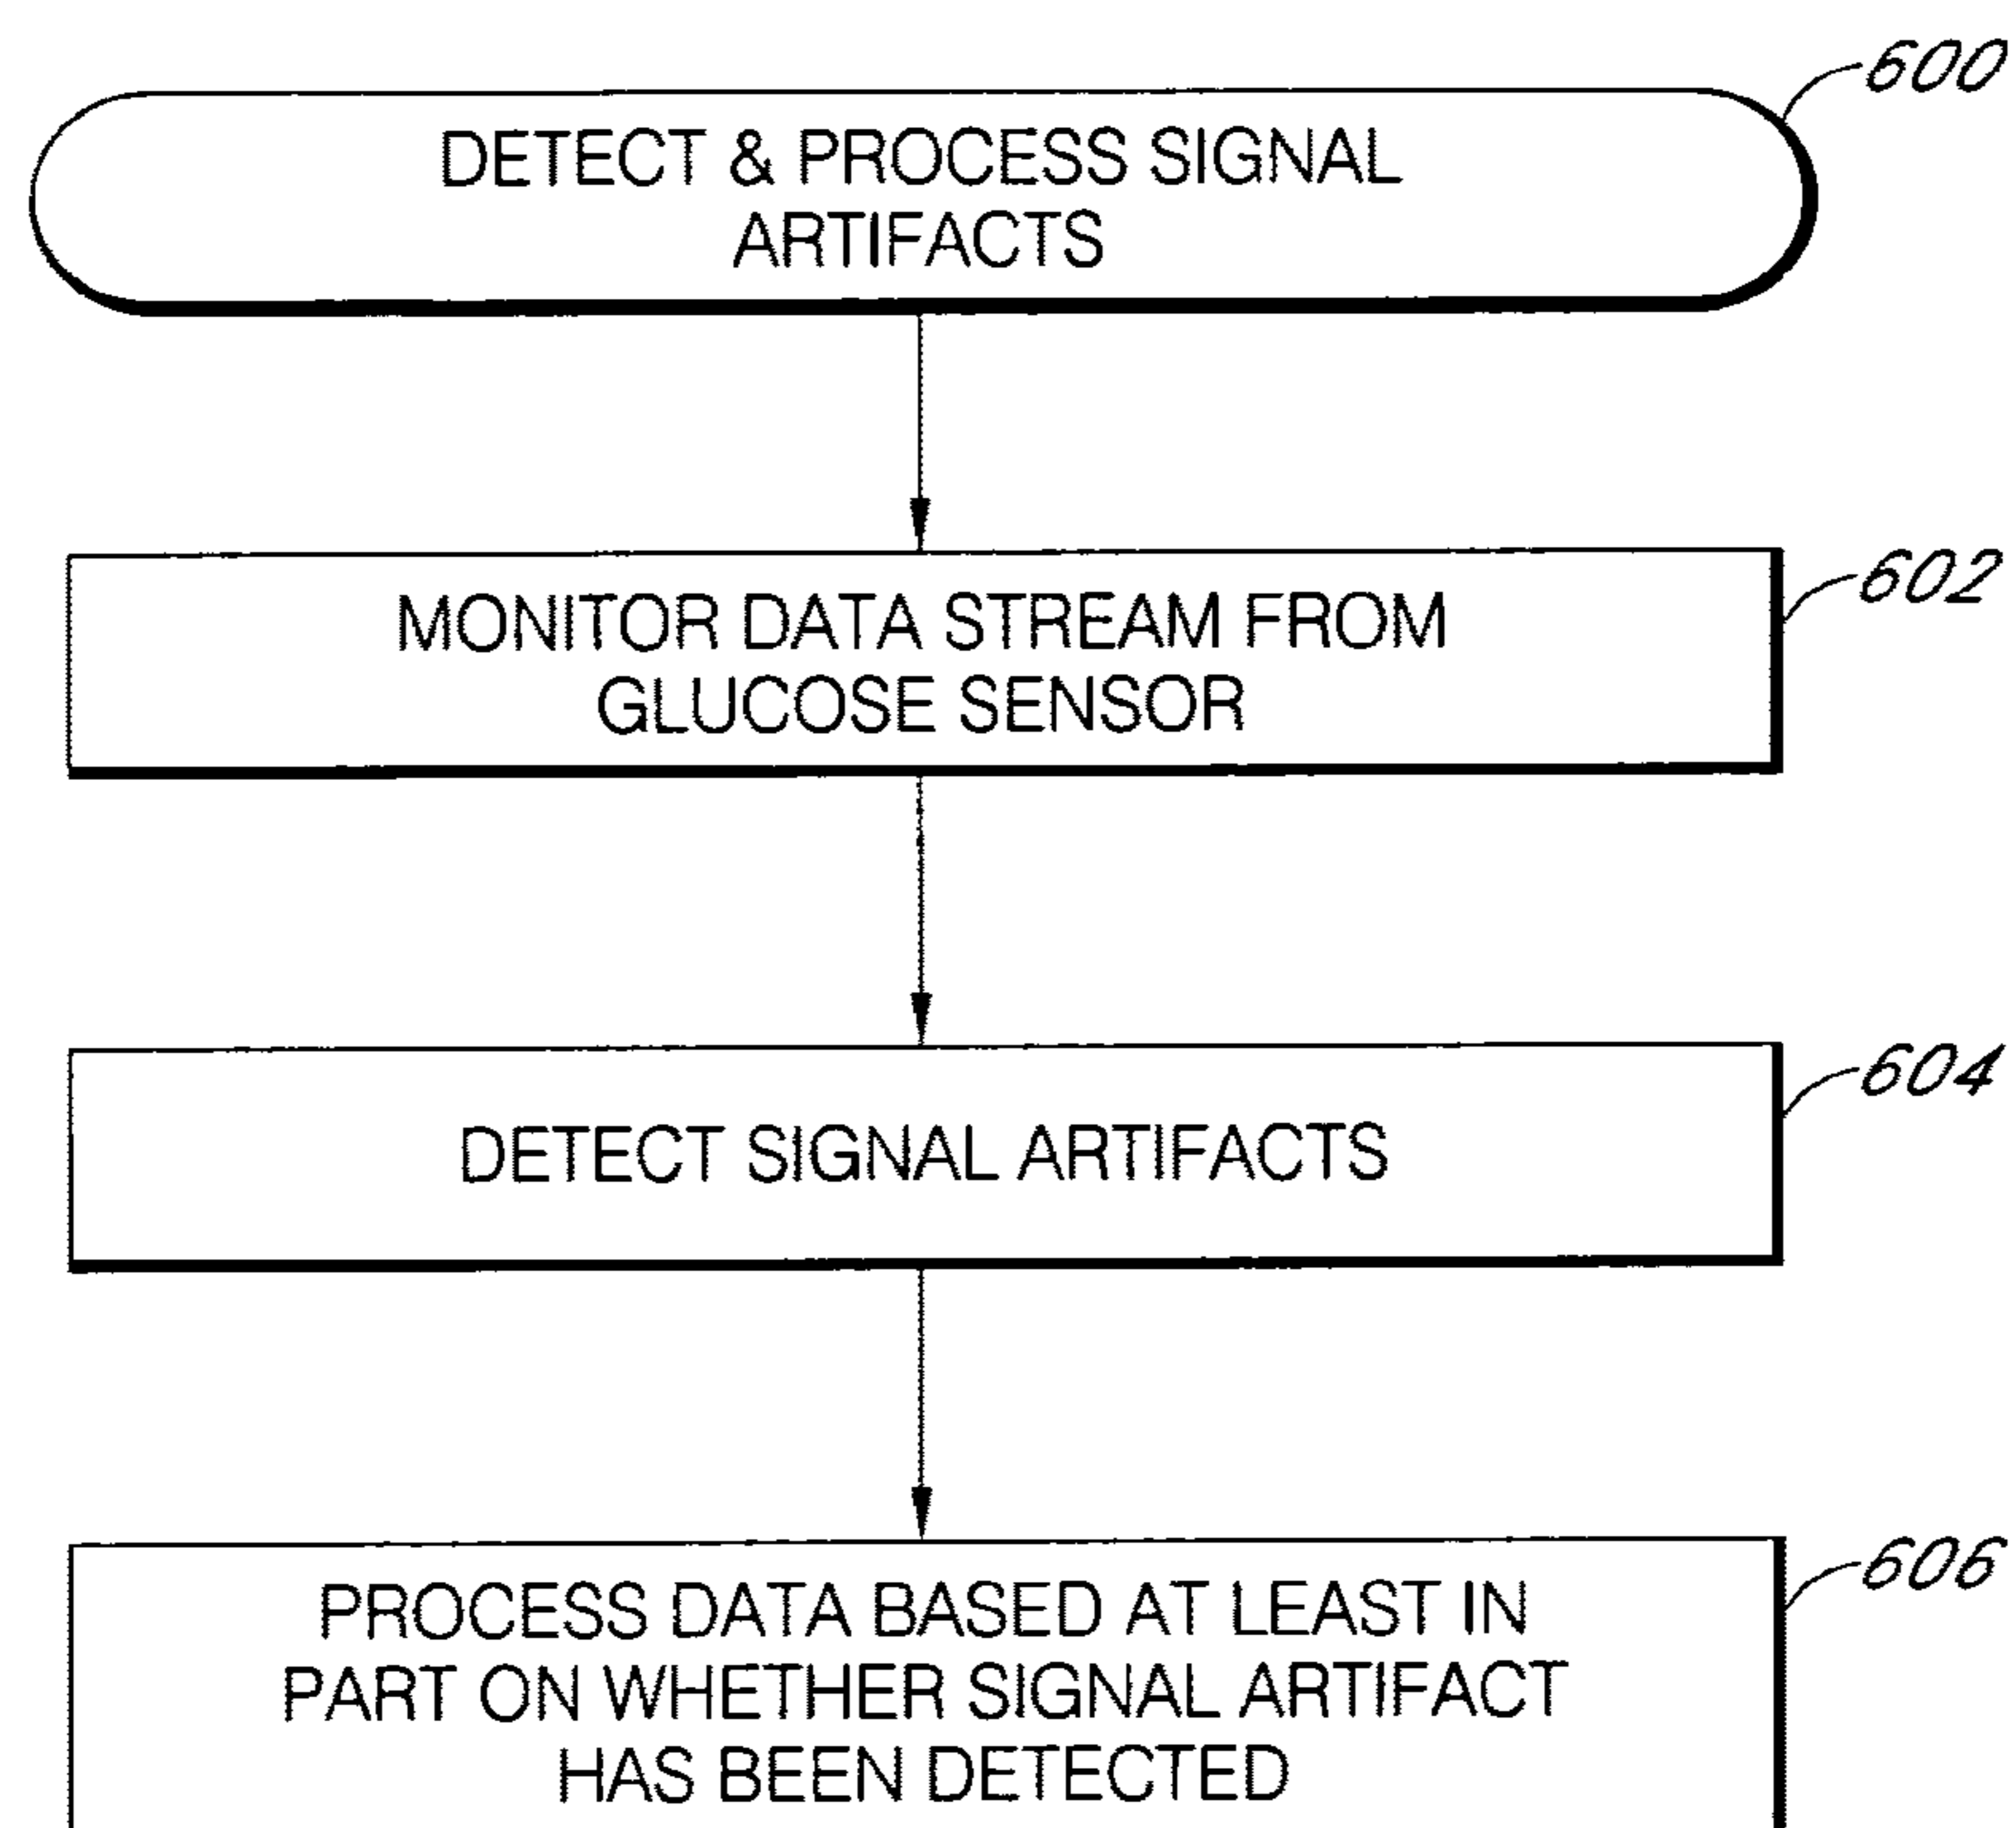 600
DETECT & PROCESS SIGNAL
ARTIFACTS
602
MONITOR DATA STREAM FROM
GLUCOSE SENSOR
604
DETECT SIGNAL ARTIFACTS
606
PROCESS DATA BASED AT LEAST IN
PART ON WHETHER SIGNAL ARTIFACT
HAS BEEN DETECTED